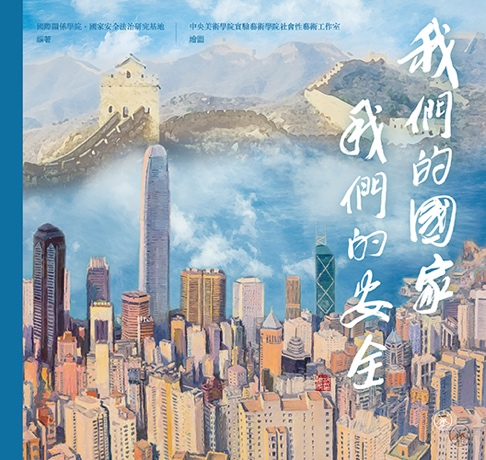 國際關係學院·國家安全法治研究基地
編著
中央美術學院實驗藝術學院社會性藝術工作室
繪圖
我們的國家
我們的安全